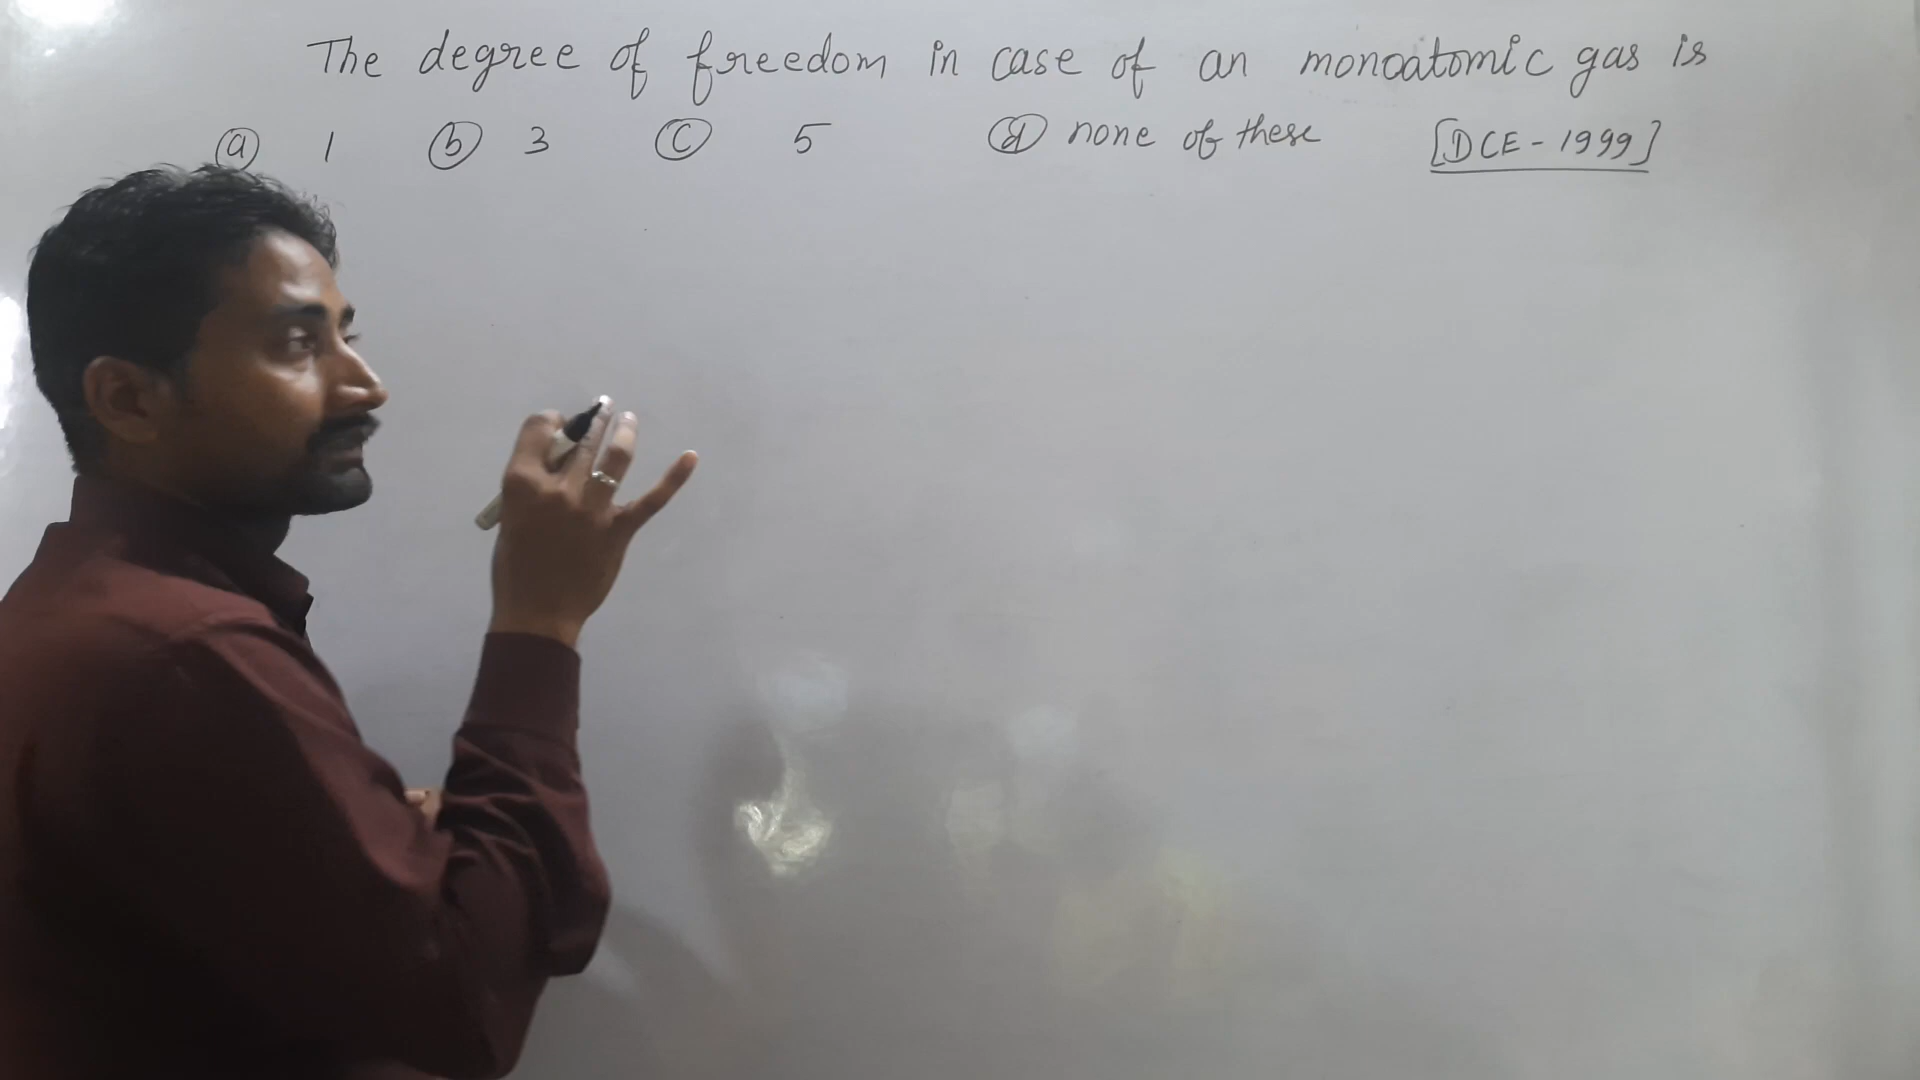 The degree of freedom in case of an monoatomic gas is
(a) 1 (b) 3 (c) 5 (d) none of these [DCE - 1999]